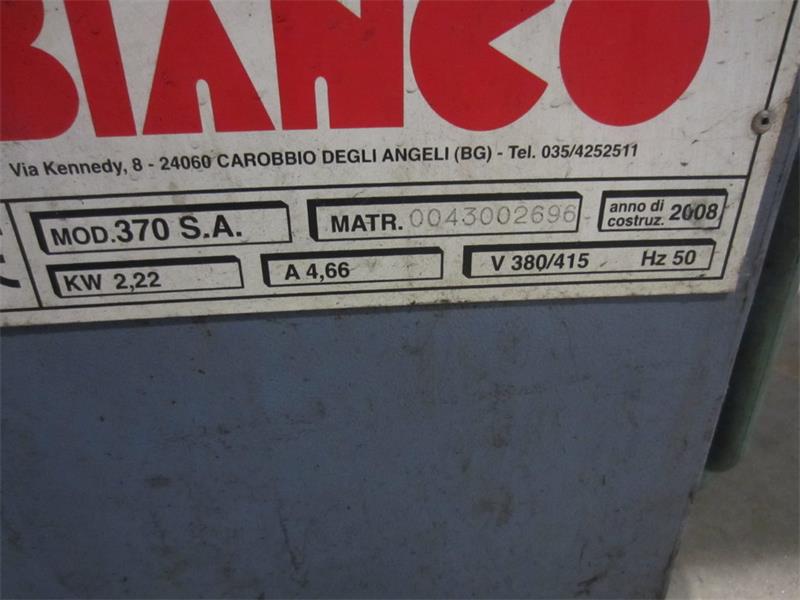 BIANCO
Via Kennedy, 8 - 24060 CAROBBIO DEGLI ANGELI (BG) - Tel. 035/4252511
MOD.370 S.A.
MATR. 0043002696
anno di costruz. 2008
KW 2,22
A 4,66
V 380/415 Hz 50